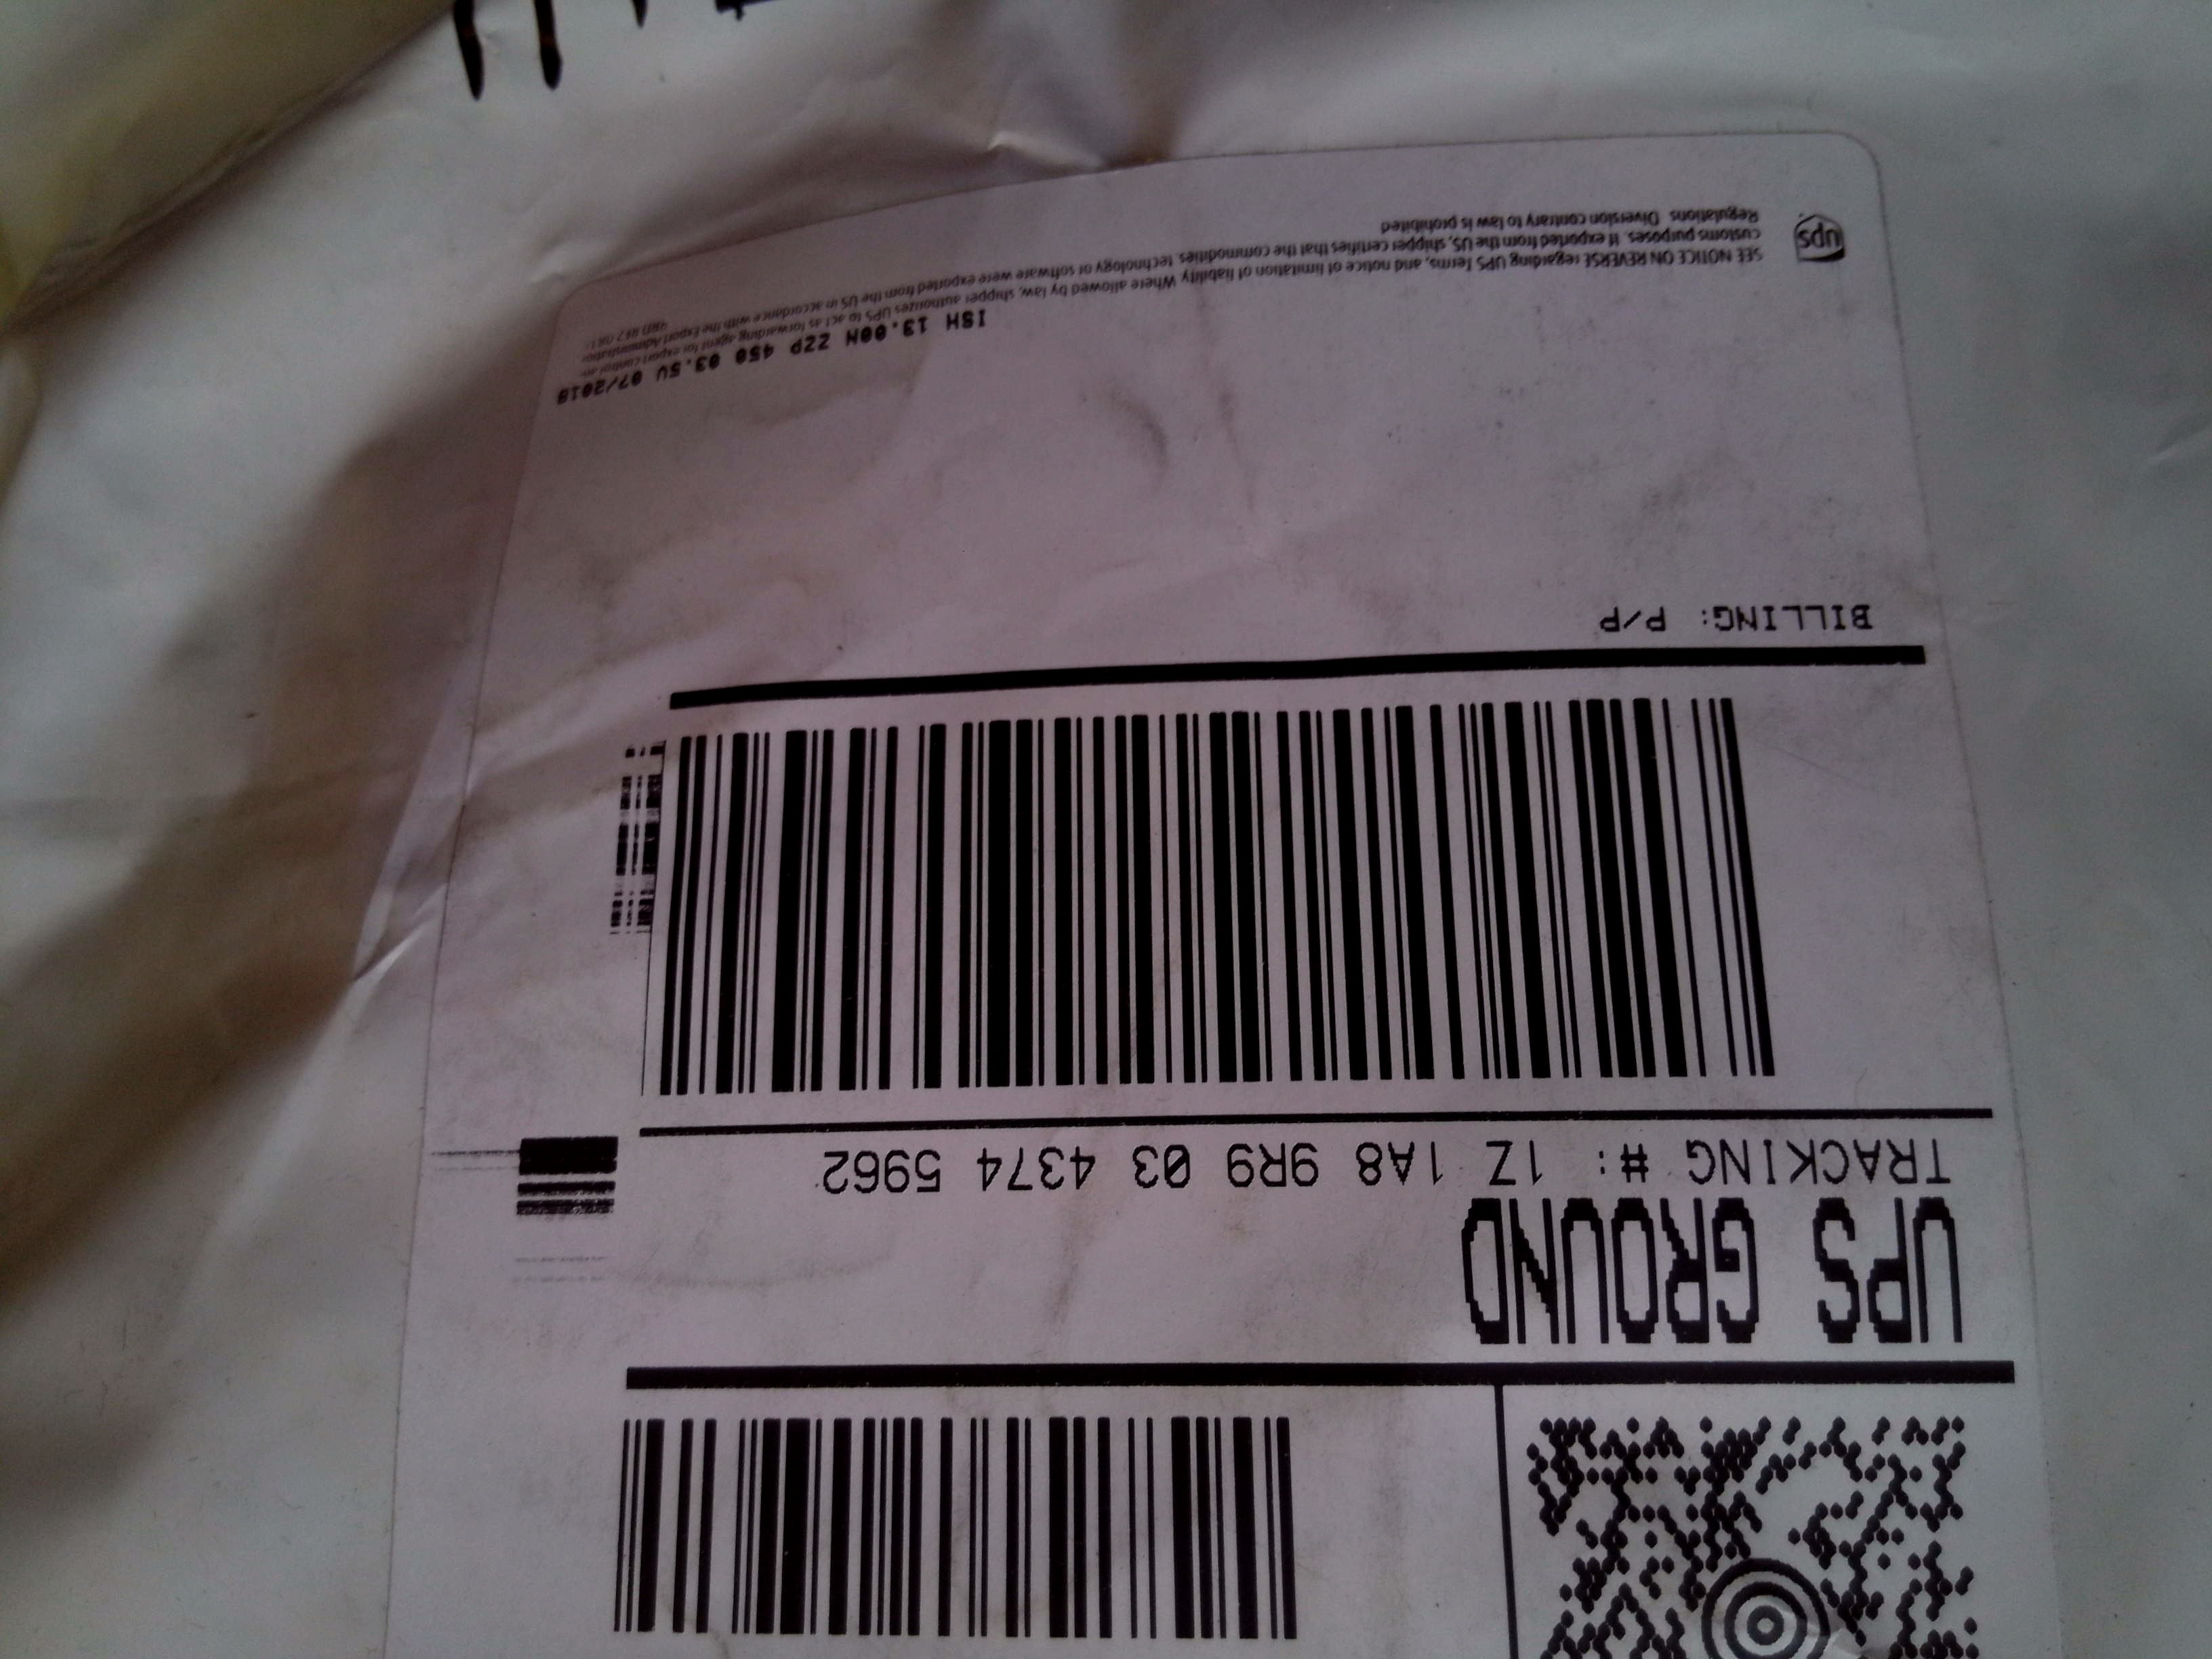 UPS GROUND
TRACKING #: 1Z 1A8 9R9 03 4374 5962
BILLING: P/P
ISH 13.00N ZZP 450 03.5U 07/2018
ups
SEE NOTICE ON REVERSE regarding UPS Terms, and notice of limitation of liability. Where allowed by law, shipper authorizes UPS to act as forwarding agent for export control and
customs purposes. If exported from the US, shipper certifies that the commodities, technology or software were exported from the US in accordance with the Export Administration
Regulations. Diversion contrary to law is prohibited